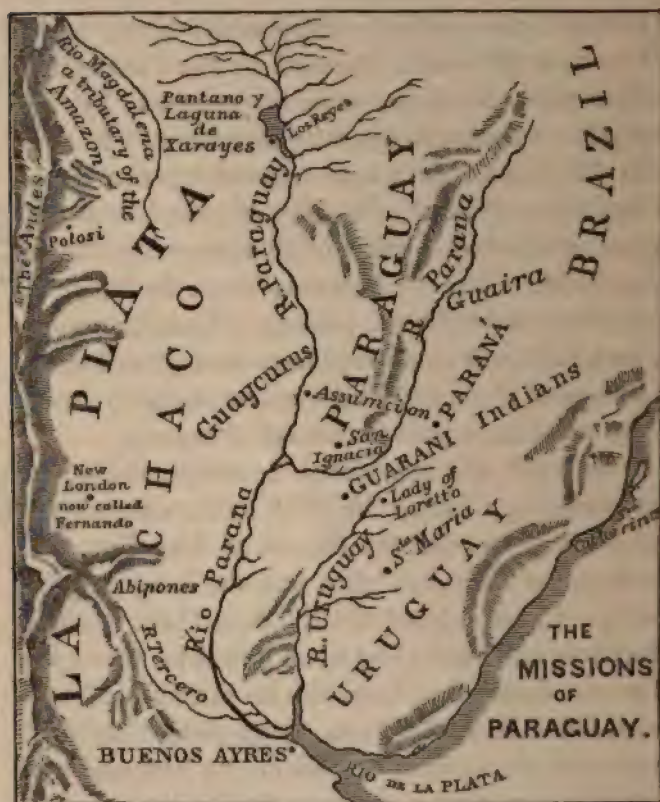 Rio Magdalena
a tributary of the
Amazon
Pantano y
Laguna
de
Xarayes
Los Reyes
The Andes
Potosi
R. Paraguay
PARAGUAY
R Parana
BRAZIL
LA PLATA
CHACOTA
Guaycurus
Guaira
Assumcion
PARANÁ
San
Ignacia
GUARANI Indians
New
London
now called
Fernando
Lady of
Loretto
Sta Maria
Abipones
Rio Parana
R. Uruguay
URUGUAY
R Tercero
THE
MISSIONS
OF
PARAGUAY.
BUENOS AYRES
RIO DE LA PLATA